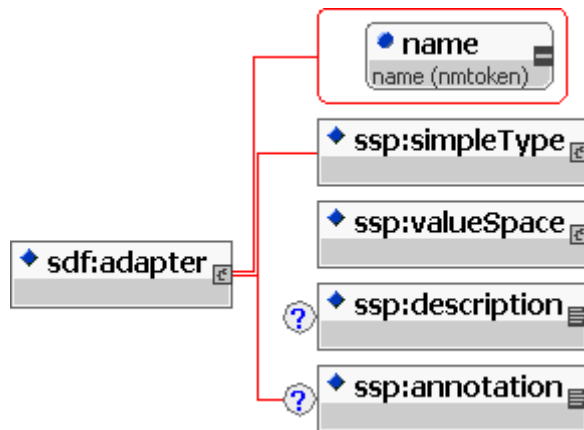 name
name (nmtoken)
ssp:simpleType
ssp:valueSpace
sdf:adapter
?
ssp:description
?
ssp:annotation